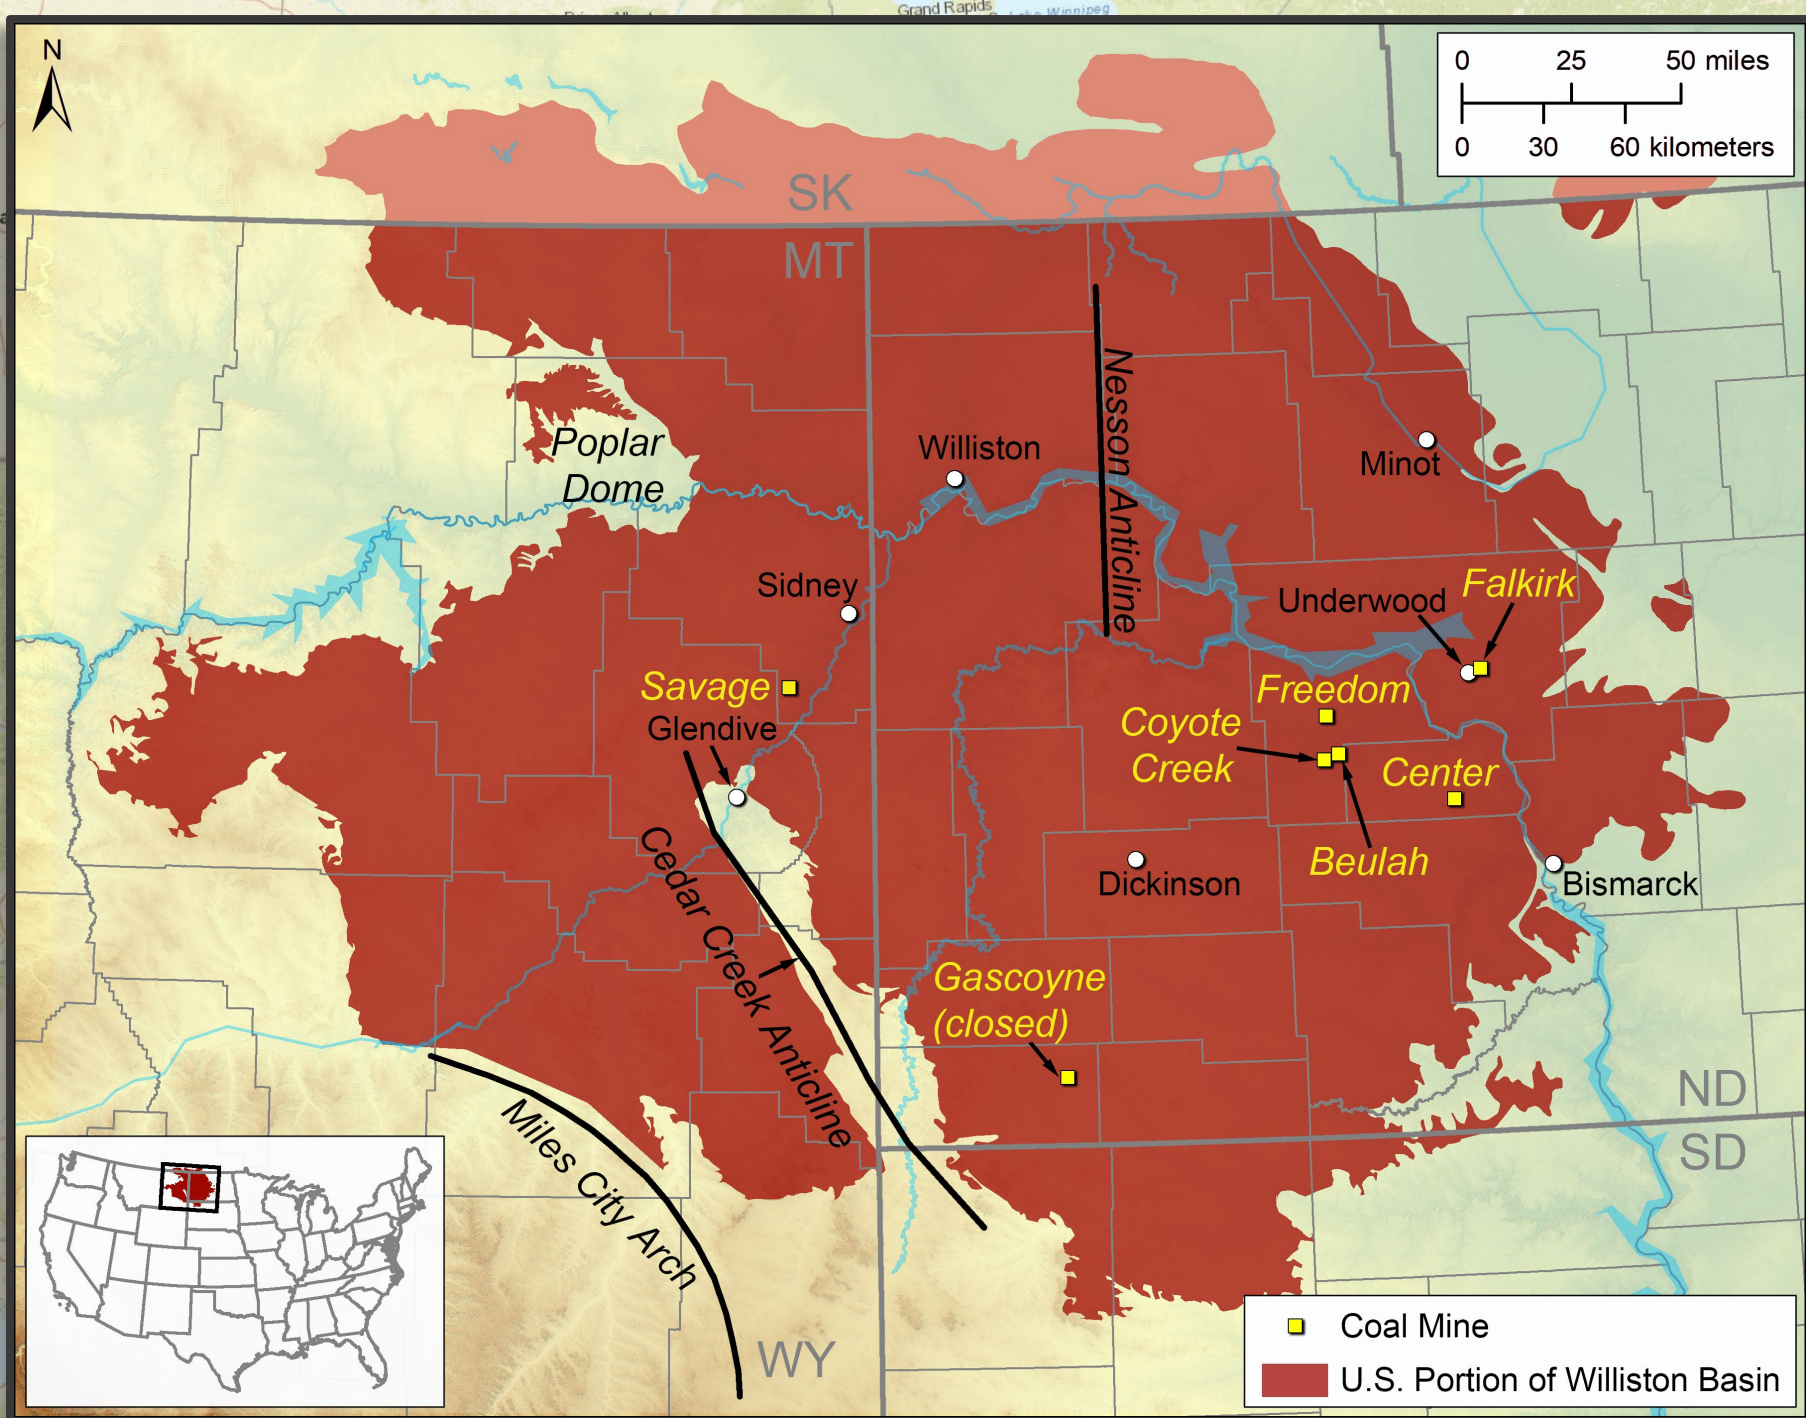 Grand Rapids
Lake Winnipeg
N
0 25 50 miles
0 30 60 kilometers
SK
MT
Nesson Anticline
Poplar
Dome
Williston
Minot
Sidney
Underwood
Falkirk
Savage
Glendive
Freedom
Coyote
Creek
Center
Beulah
Cedar Creek Anticline
Dickinson
Bismarck
Gascoyne
(closed)
ND
SD
Miles City Arch
WY
Coal Mine
U.S. Portion of Williston Basin